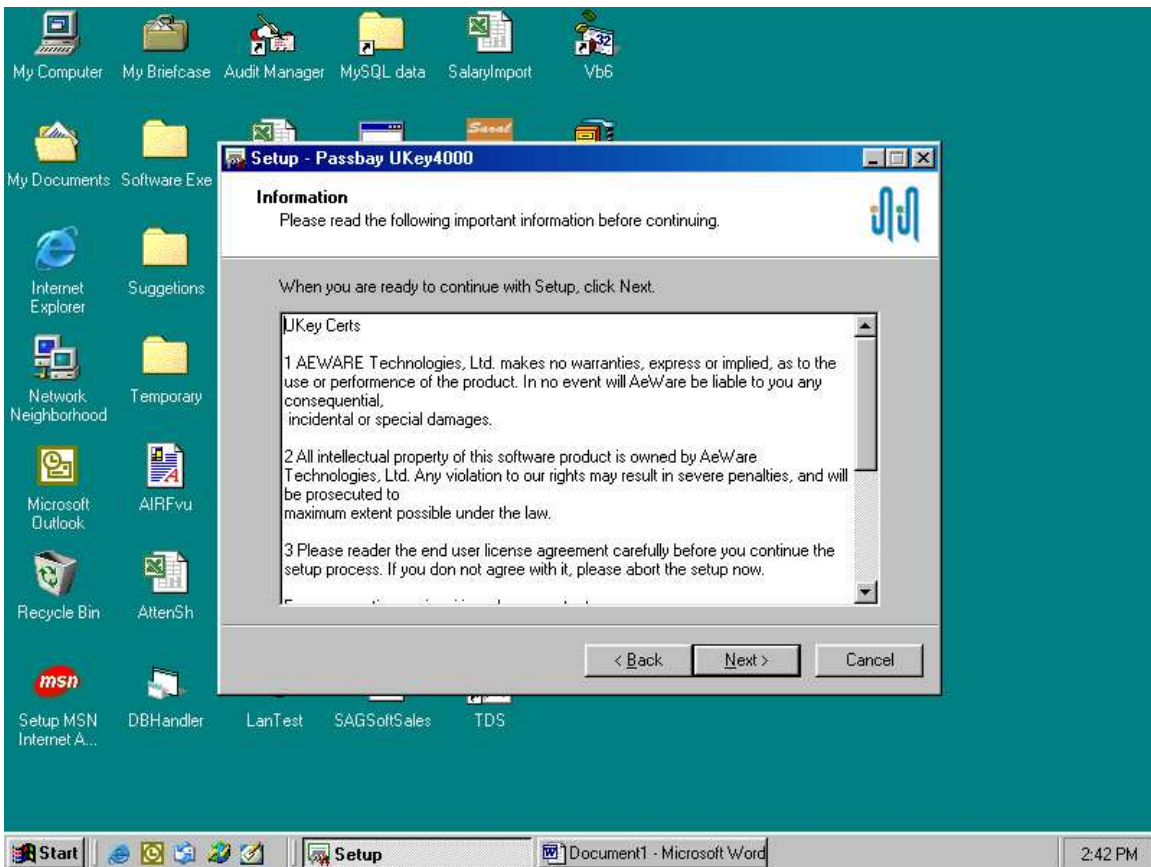 My Computer
My Briefcase
Audit Manager
MySQL data
SalaryImport
Vb6
Saral
My Documents
Software Exe
Setup - Passbay UKey4000
Information
Please read the following important information before continuing.
When you are ready to continue with Setup, click Next.
UKey Certs
1 AEWARE Technologies, Ltd. makes no warranties, express or implied, as to the
use or performence of the product. In no event will AeWare be liable to you any
consequential,
incidental or special damages.
2 All intellectual property of this software product is owned by AeWare
Technologies, Ltd. Any violation to our rights may result in severe penalties, and will
be prosecuted to
maximum extent possible under the law.
3 Please reader the end user license agreement carefully before you continue the
setup process. If you don not agree with it, please abort the setup now.
< Back
Next >
Cancel
Internet
Explorer
Suggetions
Network
Neighborhood
Temporary
Microsoft
Outlook
AIRFvu
Recycle Bin
AttenSh
msn
Setup MSN
Internet A...
DBHandler
LanTest
SAGSoftSales
TDS
Start
Setup
Document1 - Microsoft Word
2:42 PM